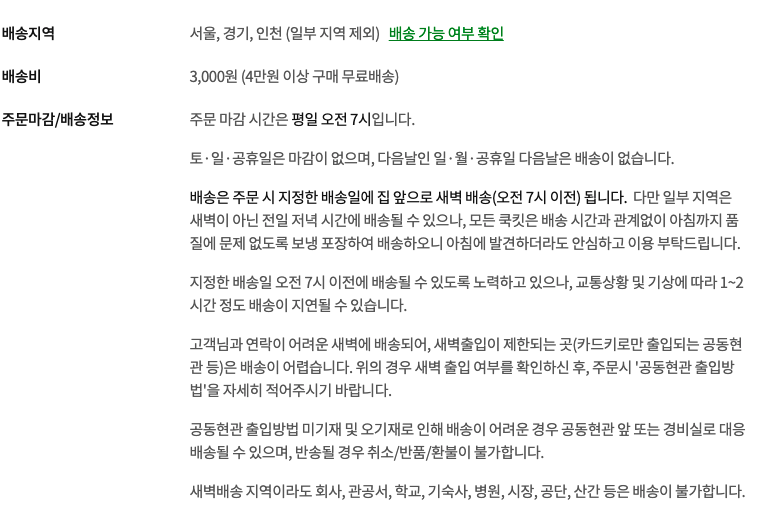 배송지역 서울, 경기, 인천 (일부 지역 제외) 배송 가능 여부 확인
배송비 3,000원 (4만원 이상 구매 무료배송)
주문마감/배송정보 주문 마감 시간은 평일 오전 7시입니다.
토·일·공휴일은 마감이 없으며, 다음날인 일·월·공휴일 다음날은 배송이 없습니다.
배송은 주문 시 지정한 배송일에 집 앞으로 새벽 배송(오전 7시 이전) 됩니다. 다만 일부 지역은
새벽이 아닌 전일 저녁 시간에 배송될 수 있으나, 모든 쿡킷은 배송 시간과 관계없이 아침까지 품
질에 문제 없도록 보냉 포장하여 배송하오니 아침에 발견하더라도 안심하고 이용 부탁드립니다.
지정한 배송일 오전 7시 이전에 배송될 수 있도록 노력하고 있으나, 교통상황 및 기상에 따라 1~2
시간 정도 배송이 지연될 수 있습니다.
고객님과 연락이 어려운 새벽에 배송되어, 새벽출입이 제한되는 곳(카드키로만 출입되는 공동현
관 등)은 배송이 어렵습니다. 위의 경우 새벽 출입 여부를 확인하신 후, 주문시 '공동현관 출입방
법'을 자세히 적어주시기 바랍니다.
공동현관 출입방법 미기재 및 오기재로 인해 배송이 어려운 경우 공동현관 앞 또는 경비실로 대응
배송될 수 있으며, 반송될 경우 취소/반품/환불이 불가합니다.
새벽배송 지역이라도 회사, 관공서, 학교, 기숙사, 병원, 시장, 공단, 산간 등은 배송이 불가합니다.